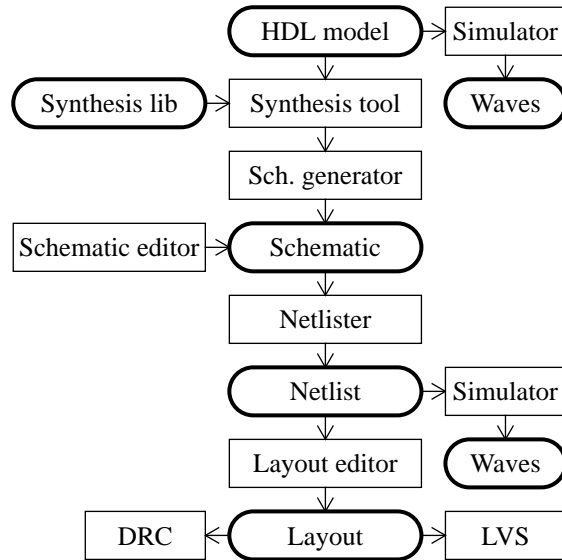 HDL model
Simulator
Synthesis lib
Synthesis tool
Waves
Sch. generator
Schematic editor
Schematic
Netlister
Netlist
Simulator
Layout editor
Waves
DRC
Layout
LVS